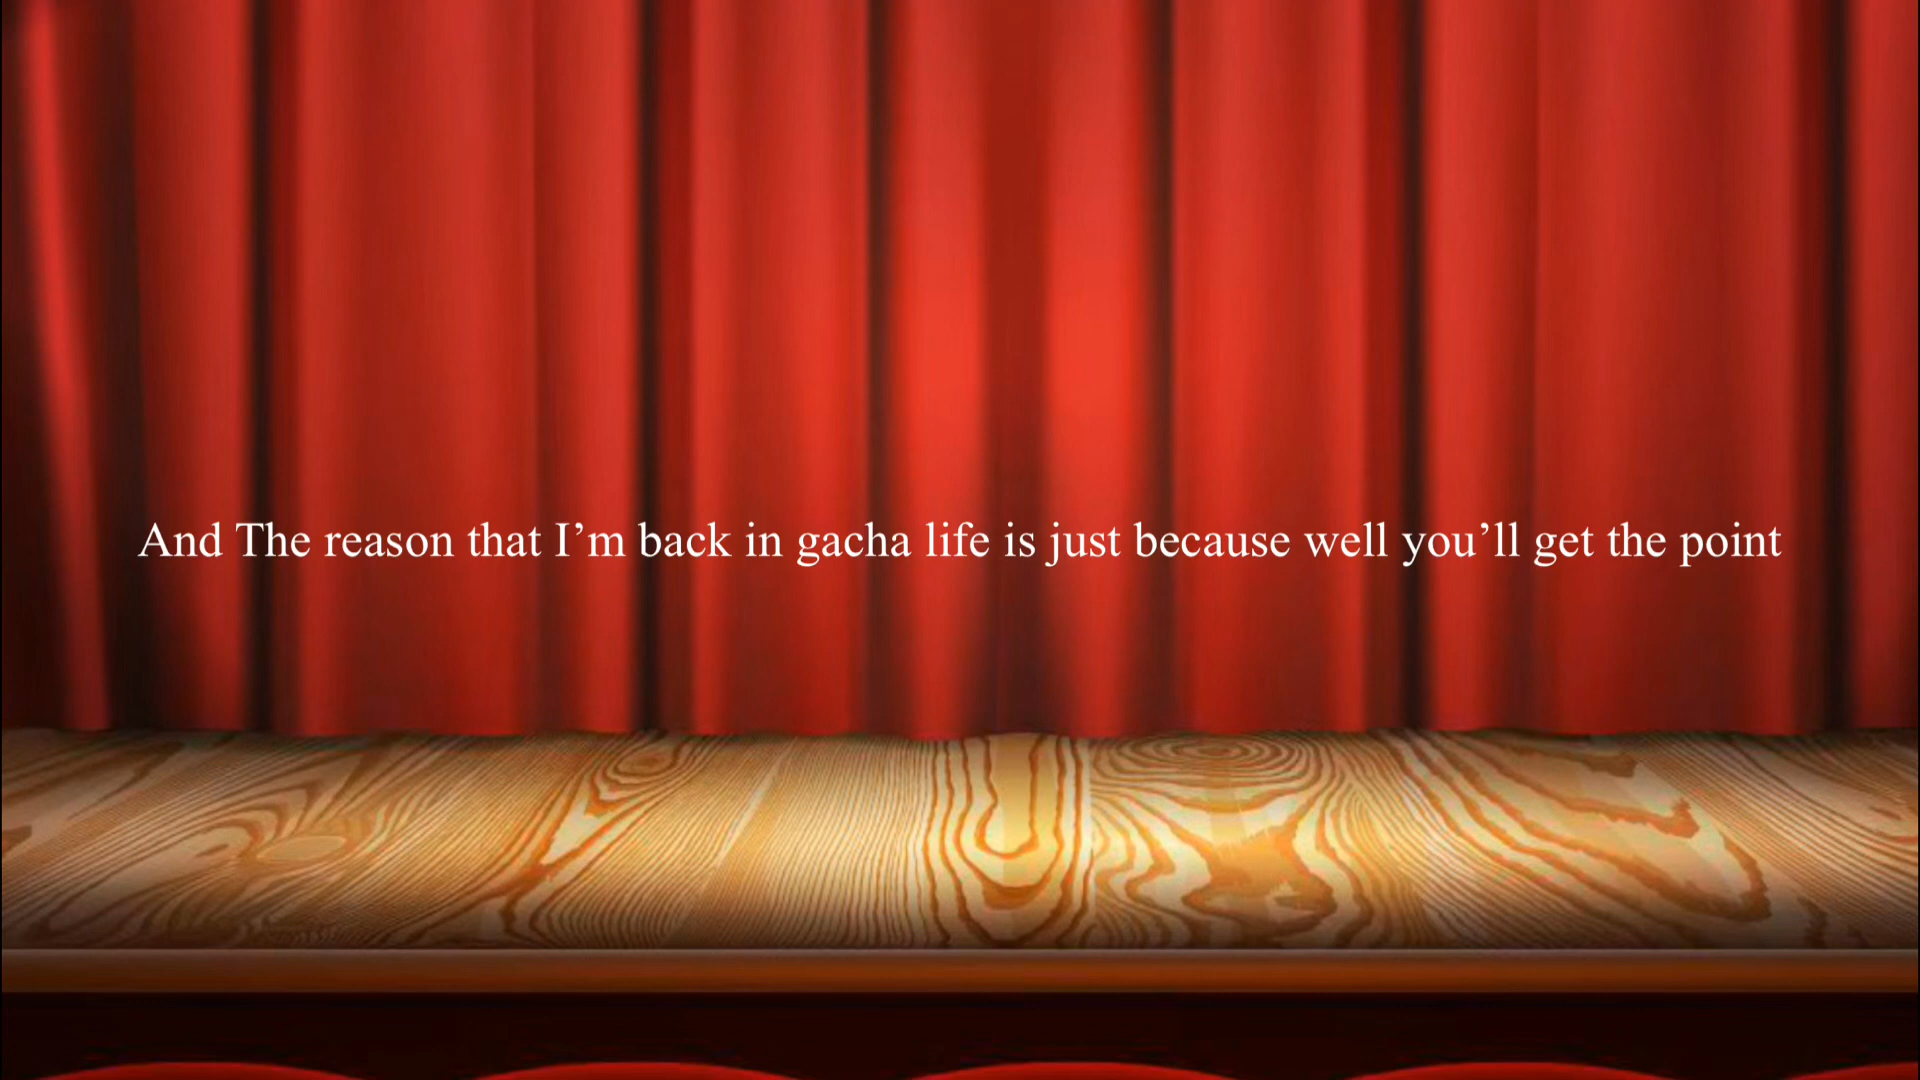 And The reason that I’m back in gacha life is just because well you’ll get the point